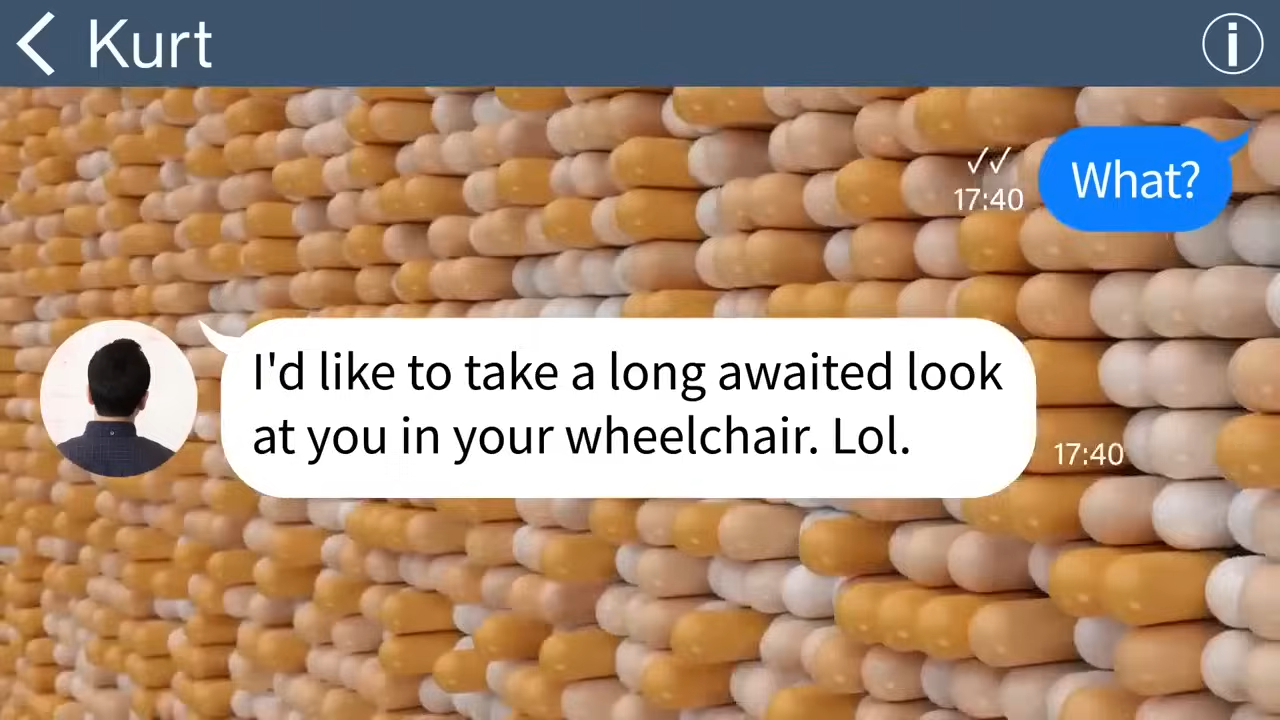 Kurt
What?
17:40
I'd like to take a long awaited look
at you in your wheelchair. Lol.
17:40